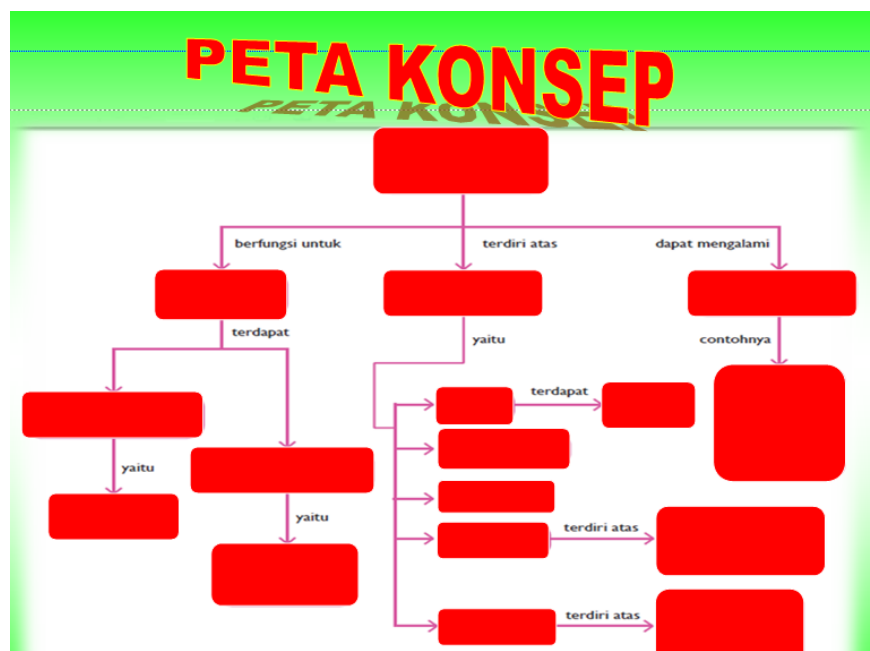 PETA KONSEP
berfungsi untuk
terdiri atas
dapat mengalami
terdapat
yaitu
contohnya
terdapat
yaitu
yaitu
terdiri atas
terdiri atas